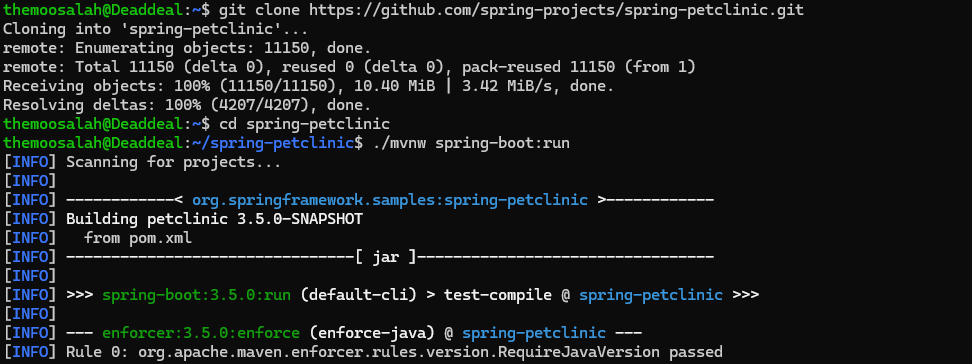 themoosalah@Deaddeal:~$ git clone https://github.com/spring-projects/spring-petclinic.git
Cloning into 'spring-petclinic'...
remote: Enumerating objects: 11150, done.
remote: Total 11150 (delta 0), reused 0 (delta 0), pack-reused 11150 (from 1)
Receiving objects: 100% (11150/11150), 10.40 MiB | 3.42 MiB/s, done.
Resolving deltas: 100% (4207/4207), done.
themoosalah@Deaddeal:~$ cd spring-petclinic
themoosalah@Deaddeal:~/spring-petclinic$ ./mvnw spring-boot:run
[INFO] Scanning for projects...
[INFO]
[INFO] ------------< org.springframework.samples:spring-petclinic >------------
[INFO] Building petclinic 3.5.0-SNAPSHOT
[INFO]   from pom.xml
[INFO] --------------------------------[ jar ]---------------------------------
[INFO]
[INFO] >>> spring-boot:3.5.0:run (default-cli) > test-compile @ spring-petclinic >>>
[INFO]
[INFO] --- enforcer:3.5.0:enforce (enforce-java) @ spring-petclinic ---
[INFO] Rule 0: org.apache.maven.enforcer.rules.version.RequireJavaVersion passed